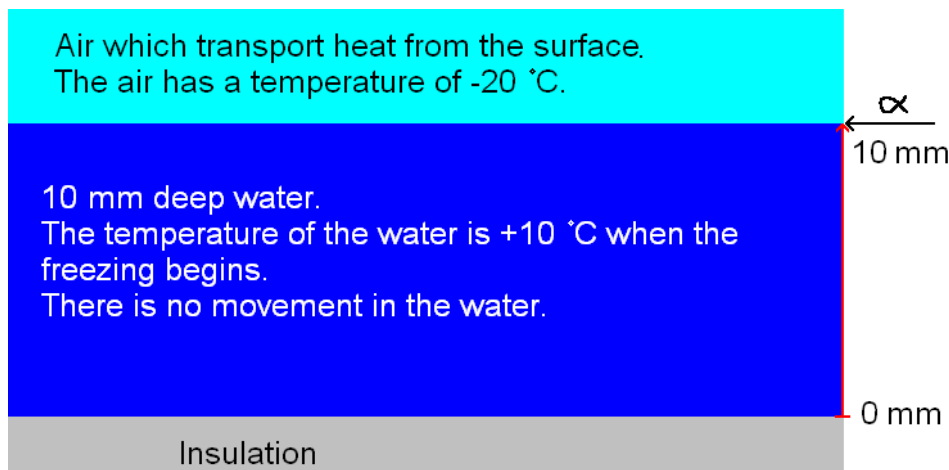 Air which transport heat from the surface.
The air has a temperature of -20 ℃.
α
10 mm
10 mm deep water.
The temperature of the water is +10 ℃ when the
freezing begins.
There is no movement in the water.
0 mm
Insulation